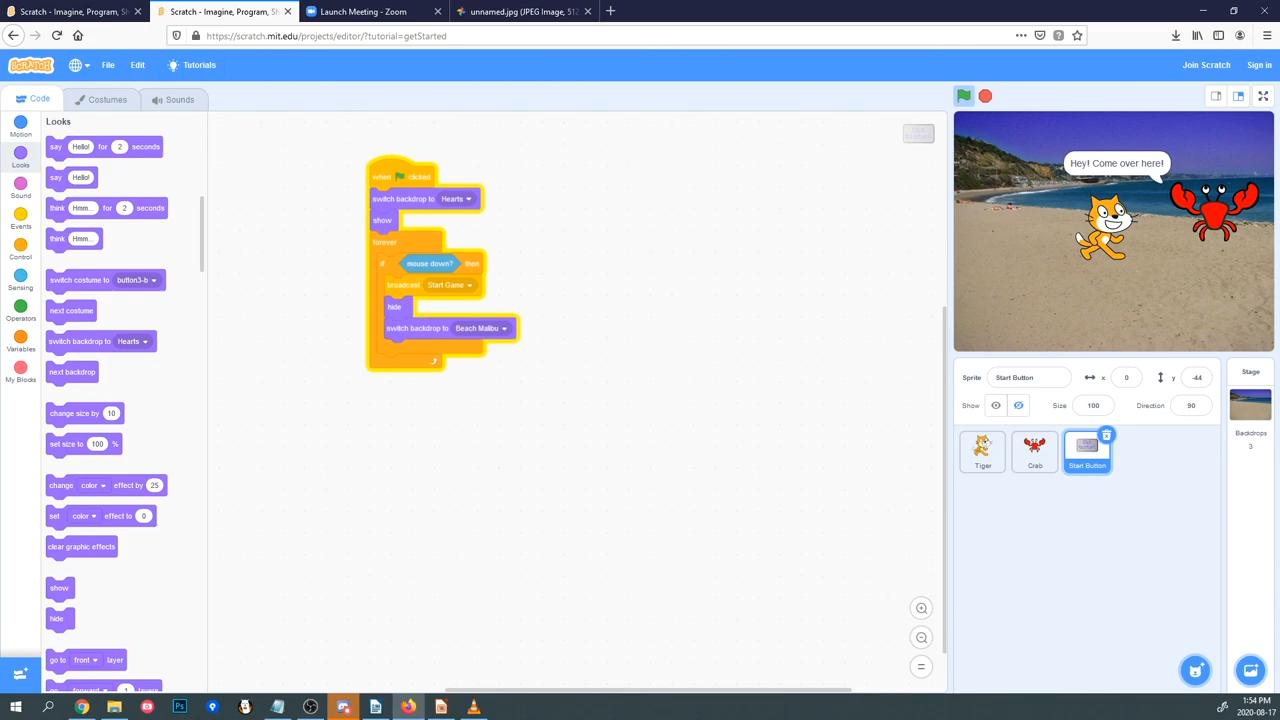 Scratch - Imagine, Program, Sh
Scratch - Imagine, Program, Sh
Launch Meeting - Zoom
unnamed.jpg (JPEG Image, 512
https://scratch.mit.edu/projects/editor/?tutorial=getStarted
SCRATCH
File
Edit
Tutorials
Join Scratch
Sign in
Code
Costumes
Sounds
Motion
Looks
Sound
Events
Control
Sensing
Operators
Variables
My Blocks
Looks
say Hello! for 2 seconds
say Hello!
think Hmm... for 2 seconds
think Hmm...
switch costume to button3-b
next costume
switch backdrop to Hearts
next backdrop
change size by 10
set size to 100 %
change color effect by 25
set color effect to 0
clear graphic effects
show
hide
go to front layer
when clicked
switch backdrop to Hearts
show
forever
if mouse down? then
broadcast Start Game
hide
switch backdrop to Beach Malibu
Hey! Come over here!
Sprite Start Button x 0 y -44
Show Size 100 Direction 90
Tiger
Crab
Start Button
Stage
Backdrops
3
1:54 PM
2020-08-17